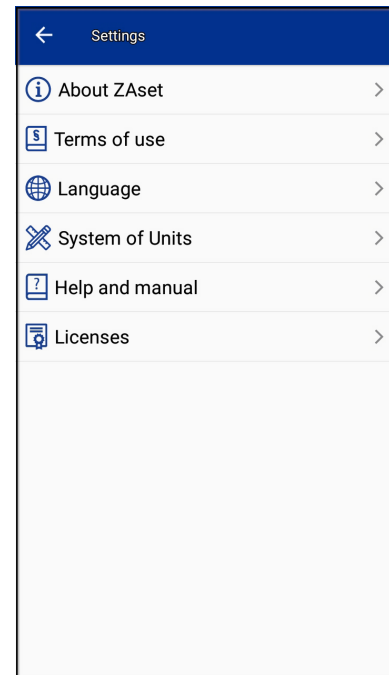 Settings
About ZAset
Terms of use
Language
System of Units
Help and manual
Licenses